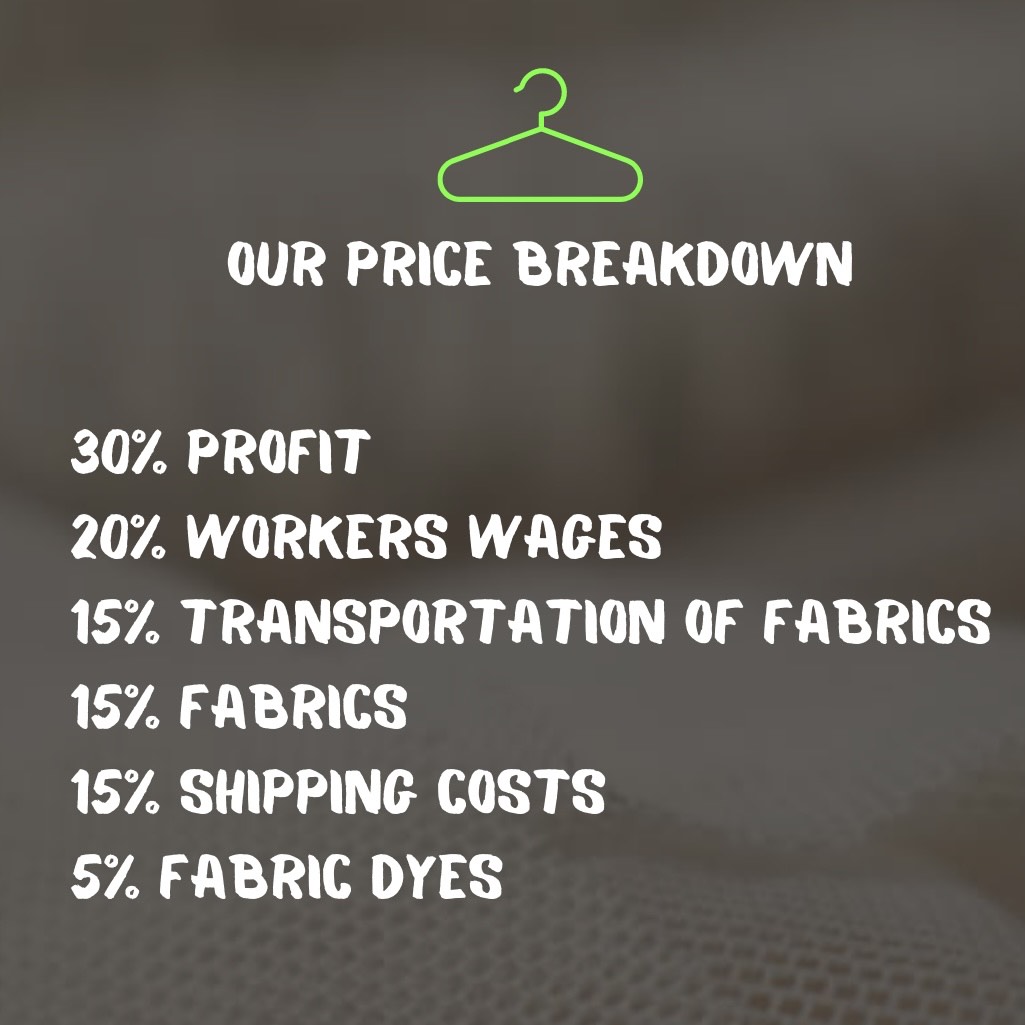 OUR PRICE BREAKDOWN
30% PROFIT
20% WORKERS WAGES
15% TRANSPORTATION OF FABRICS
15% FABRICS
15% SHIPPING COSTS
5% FABRIC DYES